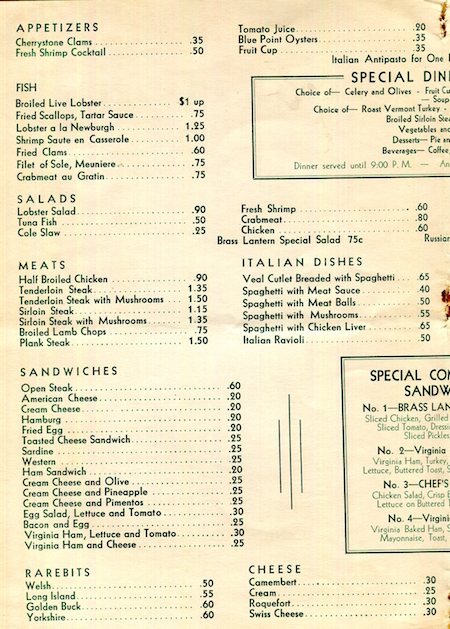 APPETIZERS
Cherrystone Clams .35
Fresh Shrimp Cocktail .50
Tomato Juice .20
Blue Point Oysters .35
Fruit Cup .35
Italian Antipasto for One
FISH
Broiled Live Lobster $1 up
Fried Scallops, Tartar Sauce .75
Lobster a la Newburgh 1.25
Shrimp Saute en Casserole 1.00
Fried Clams .60
Filet of Sole, Meuniere .75
Crabmeat au Gratin .75
SPECIAL DIN
Choice of— Celery and Olives - Fruit Cu
— Soup
Choice of— Roast Vermont Turkey -
Broiled Sirloin Stea
Vegetables an
Desserts— Pie an
Beverages— Coffee,
Dinner served until 9:00 P. M. — An
SALADS
Lobster Salad .90
Tuna Fish .50
Cole Slaw .25
Fresh Shrimp .60
Crabmeat .80
Chicken .60
Brass Lantern Special Salad 75c Russian
MEATS
Half Broiled Chicken .90
Tenderloin Steak 1.35
Tenderloin Steak with Mushrooms 1.50
Sirloin Steak 1.15
Sirloin Steak with Mushrooms 1.35
Broiled Lamb Chops .75
Plank Steak 1.50
ITALIAN DISHES
Veal Cutlet Breaded with Spaghetti .65
Spaghetti with Meat Sauce .40
Spaghetti with Meat Balls .50
Spaghetti with Mushrooms .55
Spaghetti with Chicken Liver .65
Italian Ravioli .50
SANDWICHES
Open Steak .60
American Cheese .20
Cream Cheese .20
Hamburg .20
Fried Egg .20
Toasted Cheese Sandwich .25
Sardine .25
Western .25
Ham Sandwich .20
Cream Cheese and Olive .25
Cream Cheese and Pineapple .25
Cream Cheese and Pimentos .25
Egg Salad, Lettuce and Tomato .30
Bacon and Egg .25
Virginia Ham, Lettuce and Tomato .30
Virginia Ham and Cheese .25
SPECIAL CO
SANDW
No. 1—BRASS LAN
Sliced Chicken, Grilled
Sliced Tomato, Dressi
Sliced Pickles,
No. 2—Virginia
Virginia Ham, Turkey,
Lettuce, Buttered Toast, S
No. 3—CHEF'S
Chicken Salad, Crisp B
Lettuce on Buttered T
No. 4—Virgini
Virginia Baked Ham, S
Mayonnaise, Toast,
RAREBITS
Welsh .50
Long Island .55
Golden Buck .60
Yorkshire .60
CHEESE
Camembert .30
Cream .25
Roquefort .30
Swiss Cheese .30